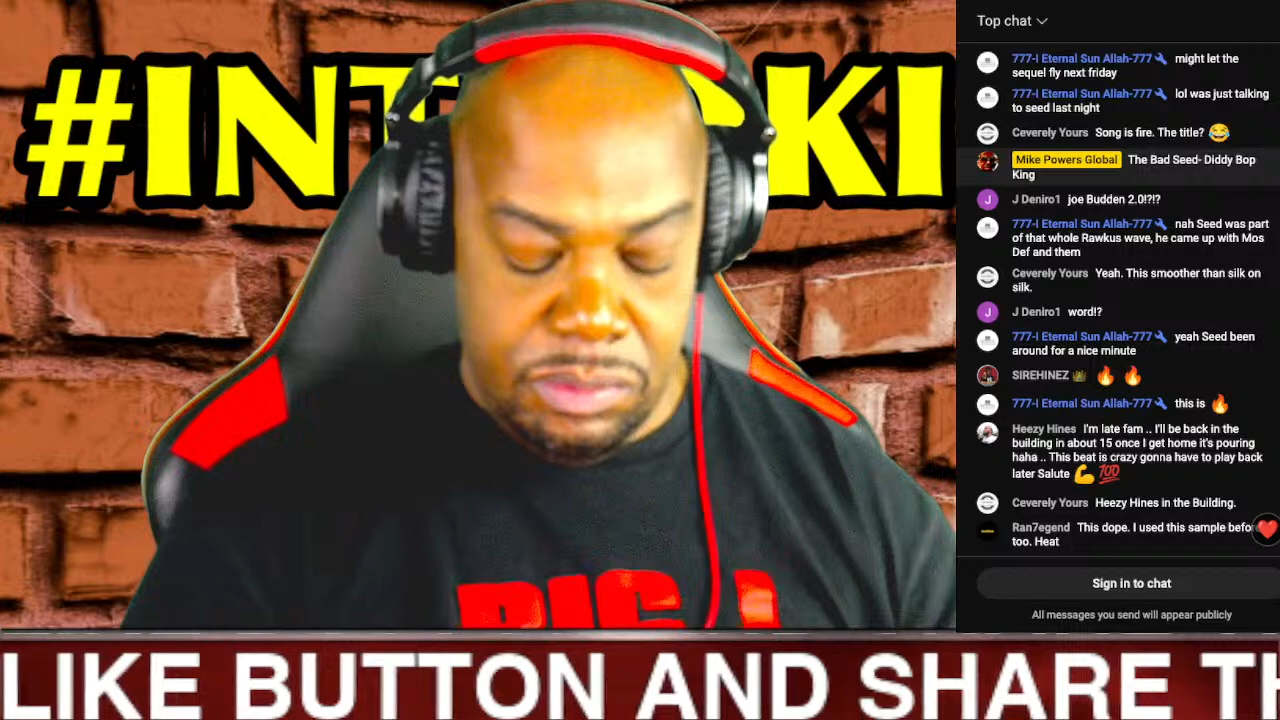 #INT KI
BIG J
LIKE BUTTON AND SHARE TH
Top chat
777-I Eternal Sun Allah-777 might let the
sequel fly next friday
777-I Eternal Sun Allah-777 lol was just talking
to seed last night
Ceverely Yours Song is fire. The title? 😂
Mike Powers Global The Bad Seed- Diddy Bop
King
J Deniro1 joe Budden 2.0!?!?
777-I Eternal Sun Allah-777 nah Seed was part
of that whole Rawkus wave, he came up with Mos
Def and them
Ceverely Yours Yeah. This smoother than silk on
silk.
J Deniro1 word!?
777-I Eternal Sun Allah-777 yeah Seed been
around for a nice minute
SIREHINEZ 🔥 🔥
777-I Eternal Sun Allah-777 this is 🔥
Heezy Hines I'm late fam .. I'll be back in the
building in about 15 once I get home it's pouring
haha .. This beat is crazy gonna have to play back
later Salute 💪 💯
Ceverely Yours Heezy Hines in the Building.
Ran7egend This dope. I used this sample befo
too. Heat
Sign in to chat
All messages you send will appear publicly